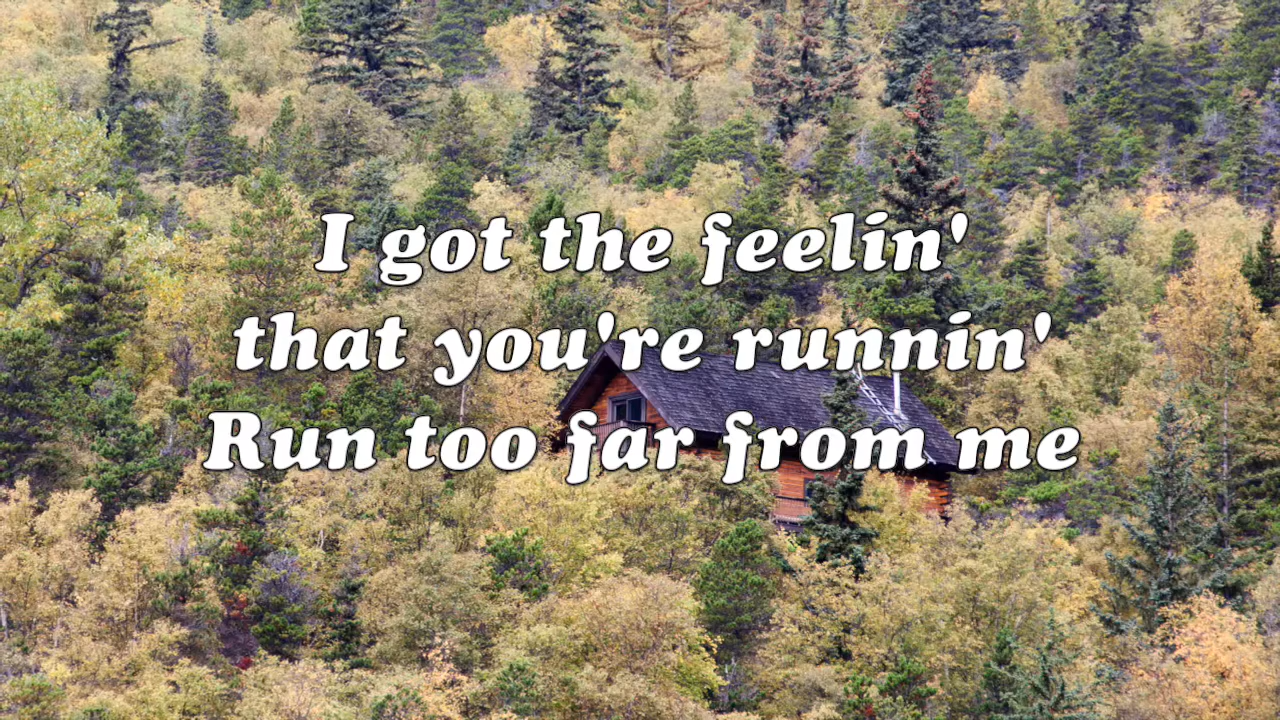 I got the feelin'
that you're runnin'
Run too far from me